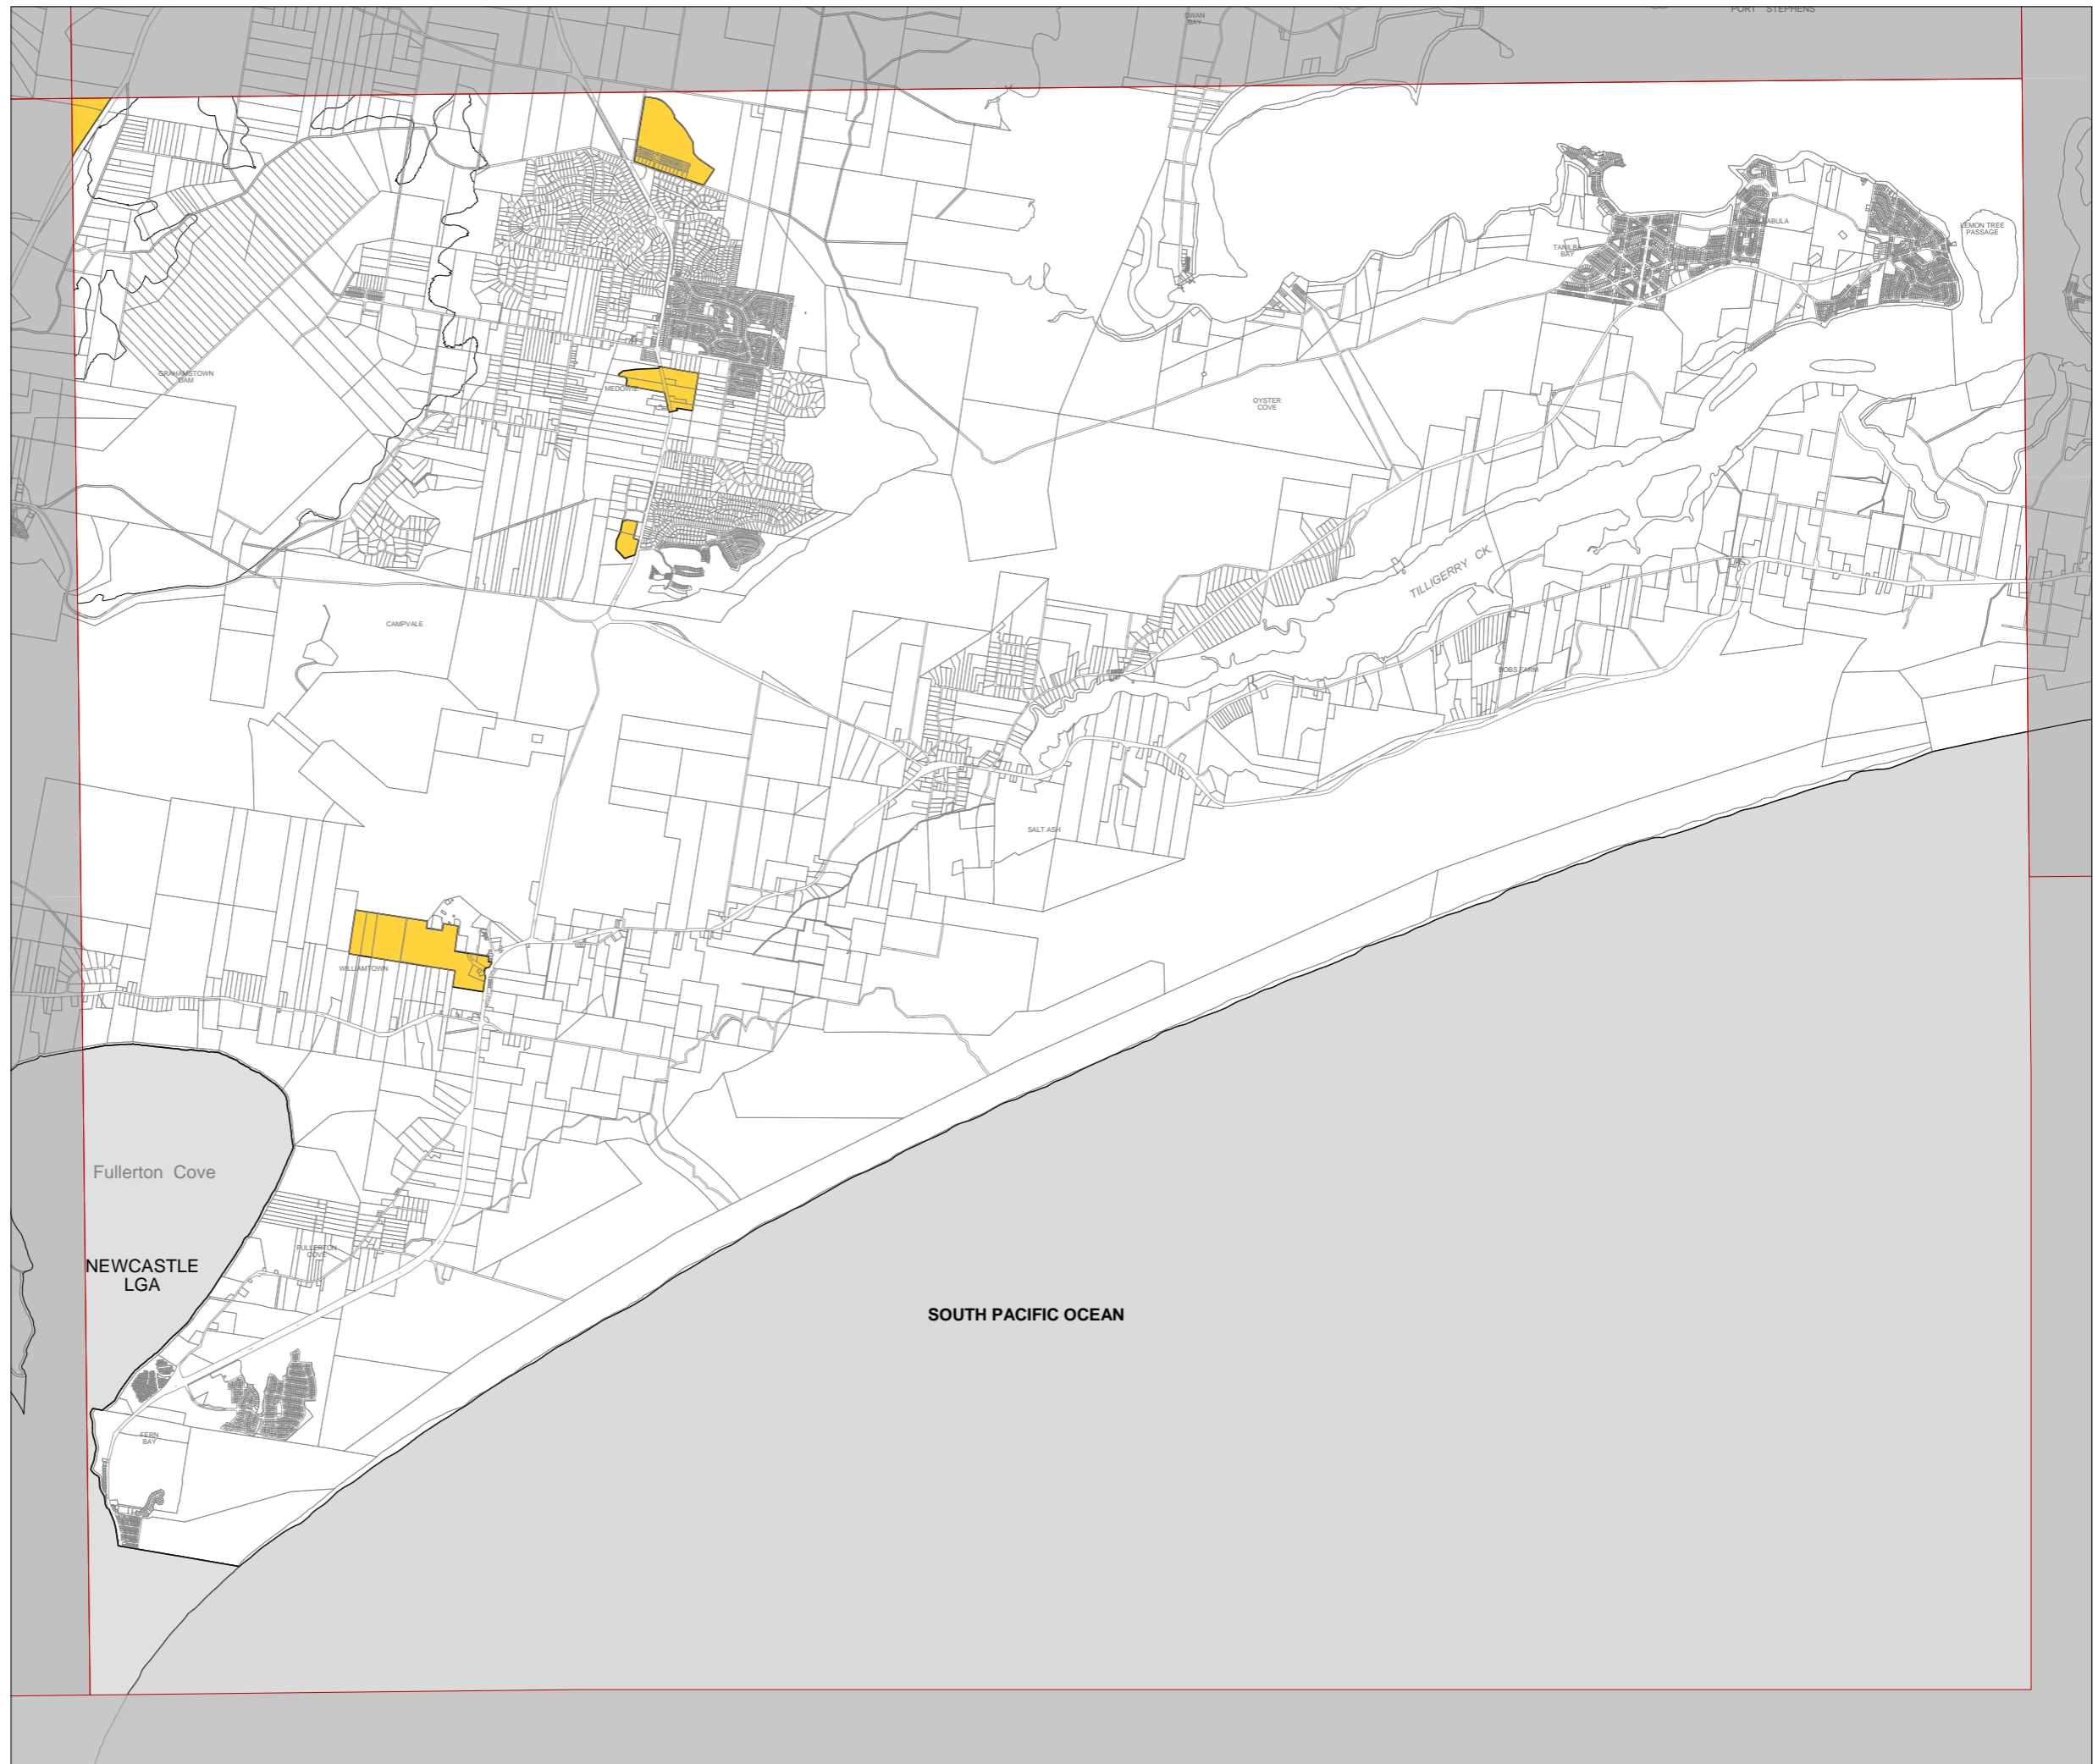 SWAN
BAY
PORT STEPHENS
LEMON TREE
PASSAGE
TANILBA
BAY
GRAHAMSTOWN
DAM
MEDOWIE
OYSTER
COVE
TILLIGERRY CK.
CAMPVALE
BOBS FARM
SALT ASH
WILLIAMTOWN
Fullerton Cove
FULLERTON
COVE
NEWCASTLE
LGA
SOUTH PACIFIC OCEAN
FERN
BAY